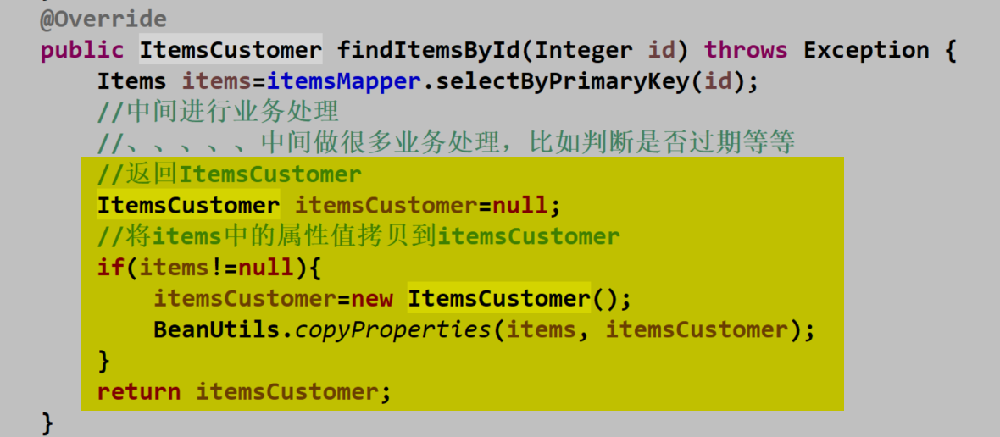 @Override
public ItemsCustomer findItemsById(Integer id) throws Exception {
Items items=itemsMapper.selectByPrimaryKey(id);
//中间进行业务处理
//、、、、、中间做很多业务处理，比如判断是否过期等等
//返回ItemsCustomer
ItemsCustomer itemsCustomer=null;
//将items中的属性值拷贝到itemsCustomer
if(items!=null){
itemsCustomer=new ItemsCustomer();
BeanUtils.copyProperties(items, itemsCustomer);
}
return itemsCustomer;
}